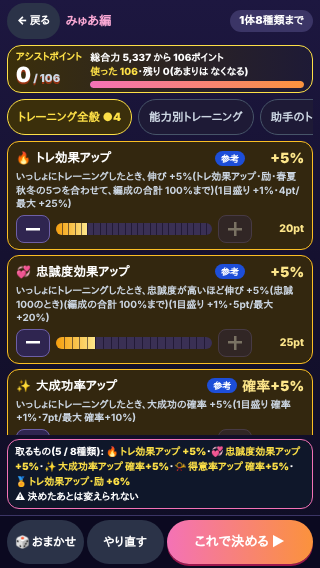 ← 戻る
みゅあ編
1体8種類まで
アシストポイント
0 / 106
総合力 5,337 から 106ポイント
使った 106・残り 0(あまりは なくなる)
トレーニング全般 ●4
能力別トレーニング
助手のト
🔥 トレ効果アップ
参考
+5%
いっしょにトレーニングしたとき、伸び +5%(トレ効果アップ・励・春夏
秋冬の5つを合わせて、編成の合計 100%まで)(1目盛り +1%・4pt/
最大 +25%)
20pt
💞 忠誠度効果アップ
参考
+5%
いっしょにトレーニングしたとき、忠誠度が高いほど伸び +5%(忠誠
100のとき)(編成の合計 100%まで)(1目盛り +1%・5pt/最大
+20%)
25pt
✨ 大成功率アップ
参考
確率+5%
いっしょにトレーニングしたとき、大成功の確率 +5%(1目盛り 確率
+1%・7pt/最大 確率+10%)
取るもの(5 / 8種類): 🔥 トレ効果アップ +5%・💞 忠誠度効果アップ
+5%・✨ 大成功率アップ 確率+5%・得意率アップ 確率+5%・
🏅 トレ効果アップ・励 +6%
⚠ 決めたあとは変えられない
🎲 おまかせ
やり直す
これで決める ▶